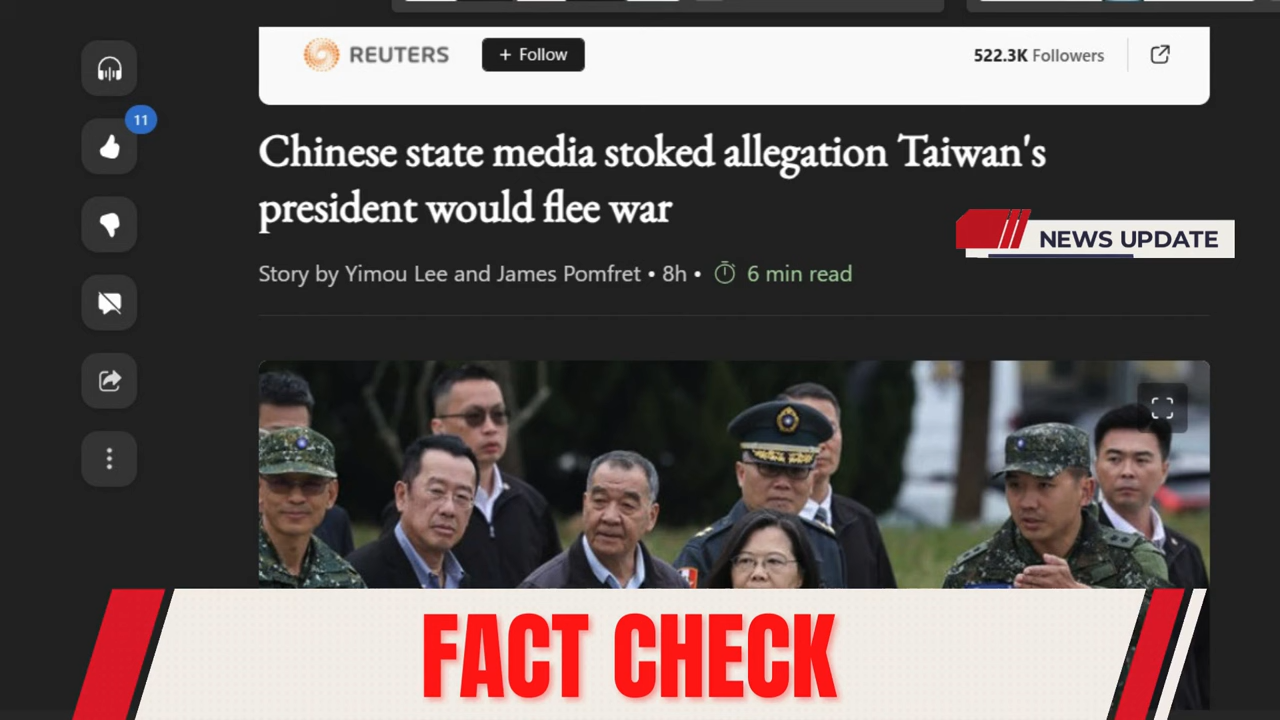 REUTERS
+ Follow
522.3K Followers
11
Chinese state media stoked allegation Taiwan's
president would flee war
NEWS UPDATE
Story by Yimou Lee and James Pomfret • 8h • 6 min read
FACT CHECK